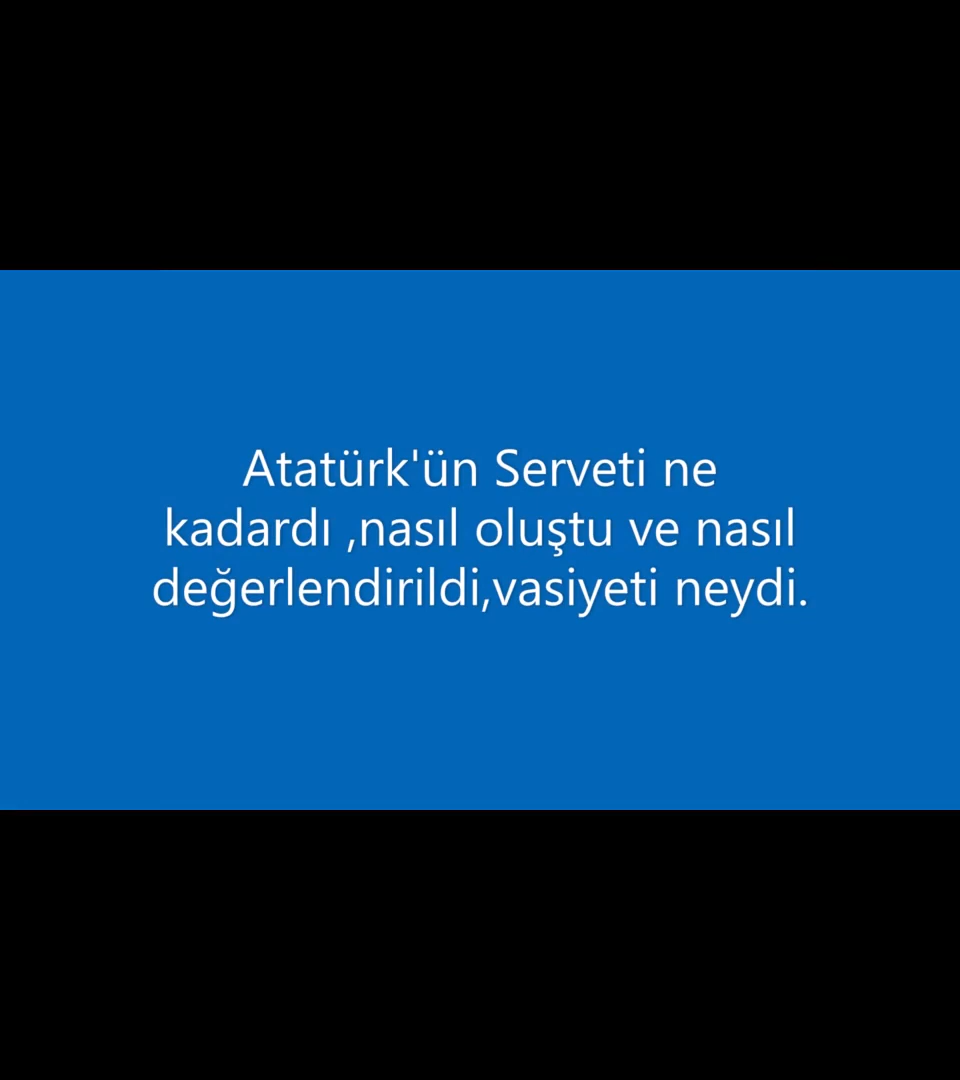 Atatürk'ün Serveti ne
kadardı ,nasıl oluştu ve nasıl
değerlendirildi,vasiyeti neydi.